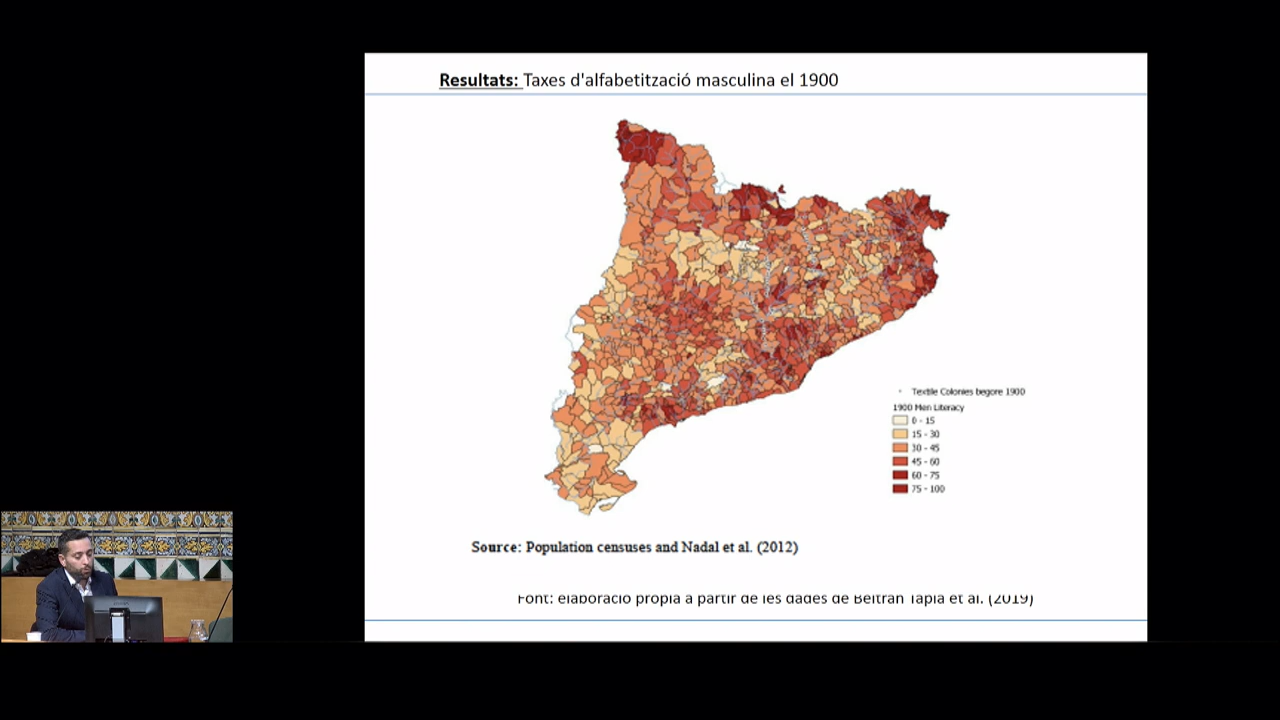 Resultats: Taxes d'alfabetització masculina el 1900
Textile Colonies begore 1900
1900 Men Literacy
0 - 15
15 - 30
30 - 45
45 - 60
60 - 75
75 - 100
Source: Population censuses and Nadal et al. (2012)
Font: elaboració pròpia a partir de les dades de Beltrán Tapia et al. (2019)